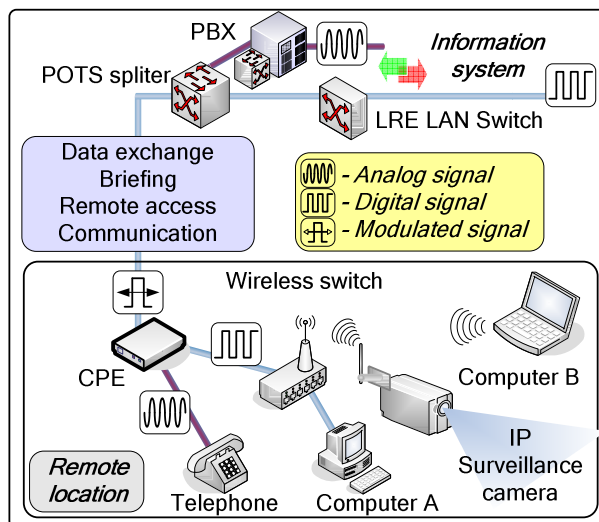 PBX
Information
system
POTS spliter
LRE LAN Switch
Data exchange
Briefing
Remote access
Communication
- Analog signal
- Digital signal
- Modulated signal
Wireless switch
CPE
Computer B
IP
Surveillance
camera
Remote
location
Telephone
Computer A